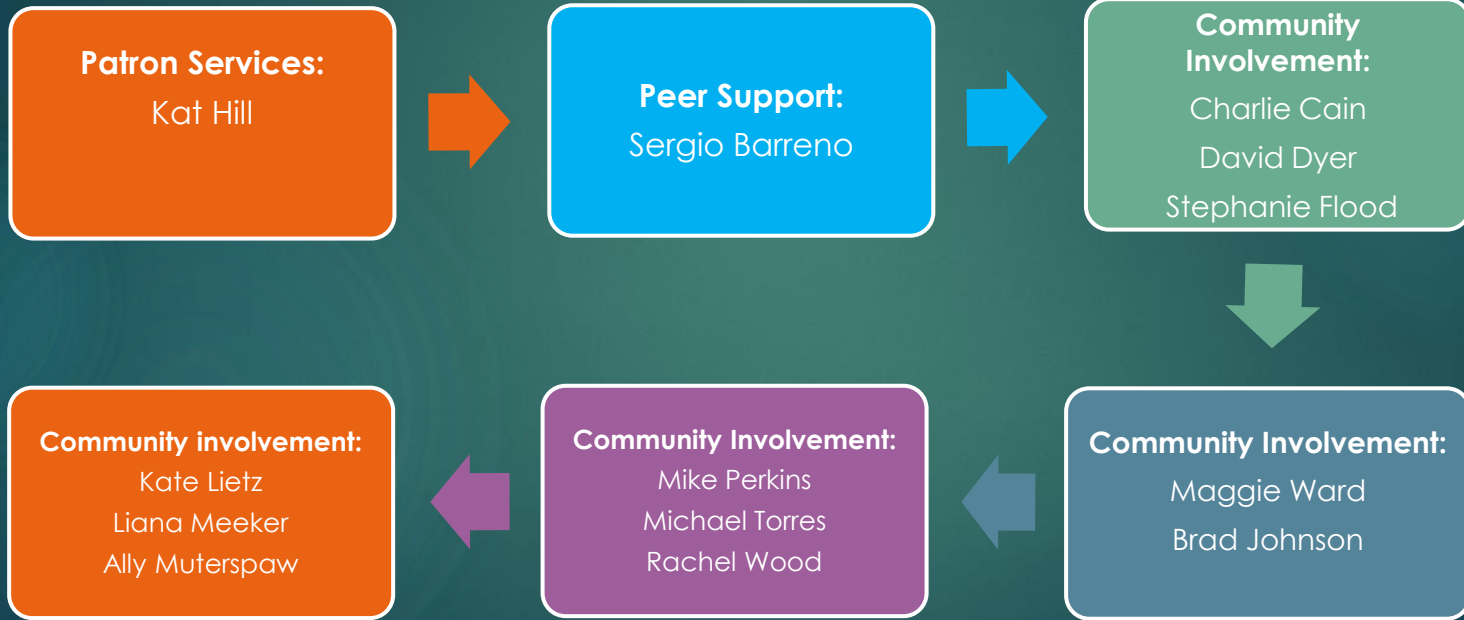 Patron Services:
Kat Hill
Peer Support:
Sergio Barreno
Community
Involvement:
Charlie Cain
David Dyer
Stephanie Flood
Community Involvement:
Maggie Ward
Brad Johnson
Community Involvement:
Mike Perkins
Michael Torres
Rachel Wood
Community involvement:
Kate Lietz
Liana Meeker
Ally Muterspaw